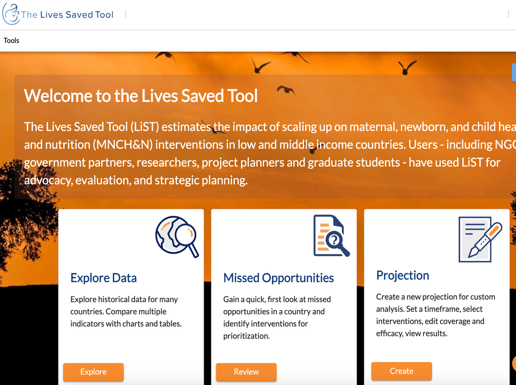 The Lives Saved Tool
Tools
Welcome to the Lives Saved Tool
The Lives Saved Tool (LiST) estimates the impact of scaling up on maternal, newborn, and child hea
and nutrition (MNCH&N) interventions in low and middle income countries. Users - including NGO
government partners, researchers, project planners and graduate students - have used LiST for
advocacy, evaluation, and strategic planning.
Explore Data
Explore historical data for many
countries. Compare multiple
indicators with charts and tables.
Explore
Missed Opportunities
Gain a quick, first look at missed
opportunities in a country and
identify interventions for
prioritization.
Review
Projection
Create a new projection for custom
analysis. Set a timeframe, select
interventions, edit coverage and
efficacy, view results.
Create